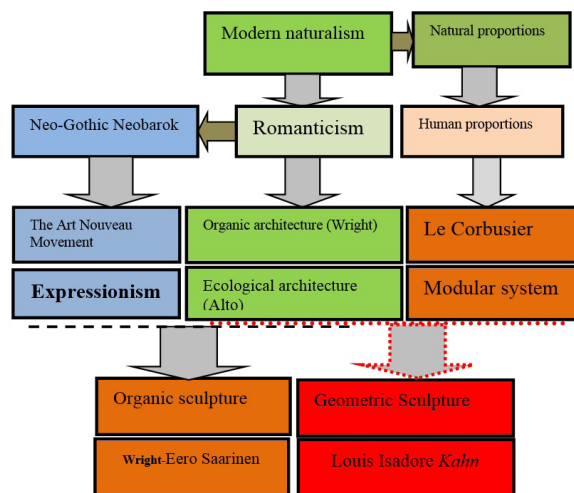 Modern naturalism
Natural proportions
Neo-Gothic Neobarok
Romanticism
Human proportions
The Art Nouveau
Movement
Organic architecture (Wright)
Le Corbusier
Expressionism
Ecological architecture
(Alto)
Modular system
Organic sculpture
Geometric Sculpture
Wright-Eero Saarinen
Louis Isadore Kahn